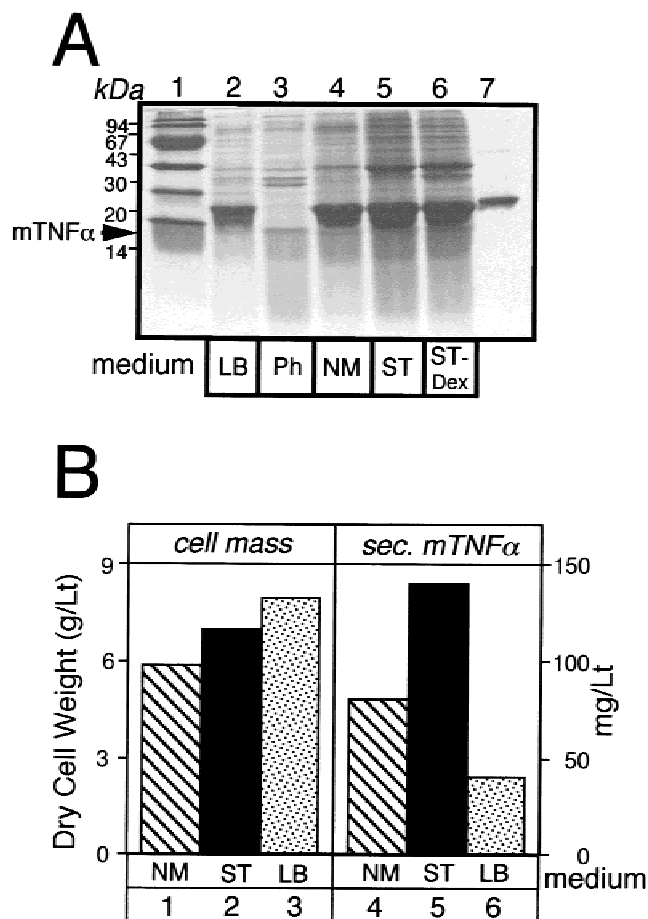 A
kDa 1 2 3 4 5 6 7
94
67
43
30
20
mTNFα
14
medium LB Ph NM ST ST-Dex
B
cell mass sec. mTNFα
Dry Cell Weight (g/Lt)
9
6
3
0
150
100
50
0
mg/Lt
NM ST LB NM ST LB medium
1 2 3 4 5 6